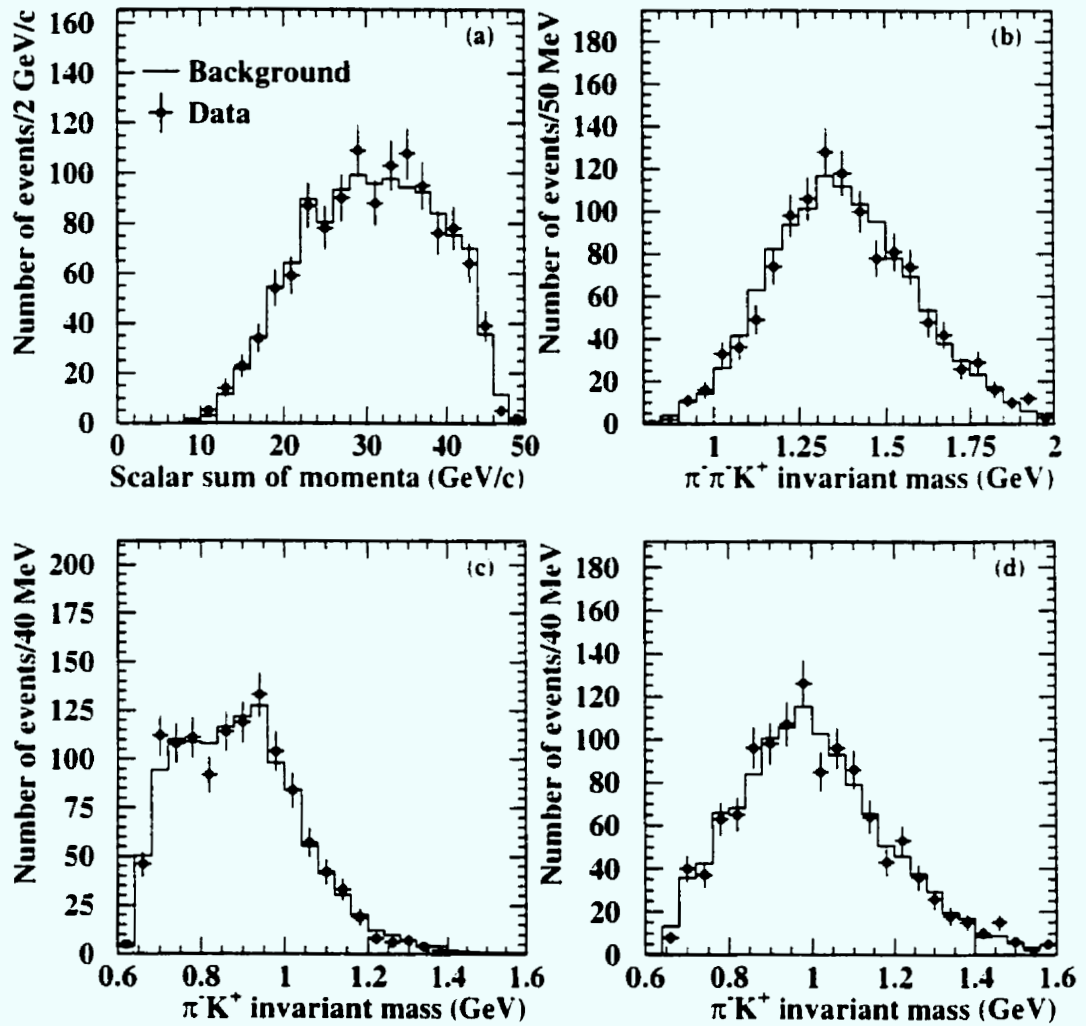 Number of events/2 GeV/c
160
140
120
100
80
60
40
20
0
(a)
Background
Data
0 10 20 30 40 50
Scalar sum of momenta (GeV/c)
Number of events/50 MeV
180
160
140
120
100
80
60
40
20
0
(b)
1 1.25 1.5 1.75 2
π⁻π⁻K⁺ invariant mass (GeV)
Number of events/40 MeV
200
175
150
125
100
75
50
25
0
(c)
0.6 0.8 1 1.2 1.4 1.6
π⁻K⁺ invariant mass (GeV)
Number of events/40 MeV
180
160
140
120
100
80
60
40
20
0
(d)
0.6 0.8 1 1.2 1.4 1.6
π⁻K⁺ invariant mass (GeV)